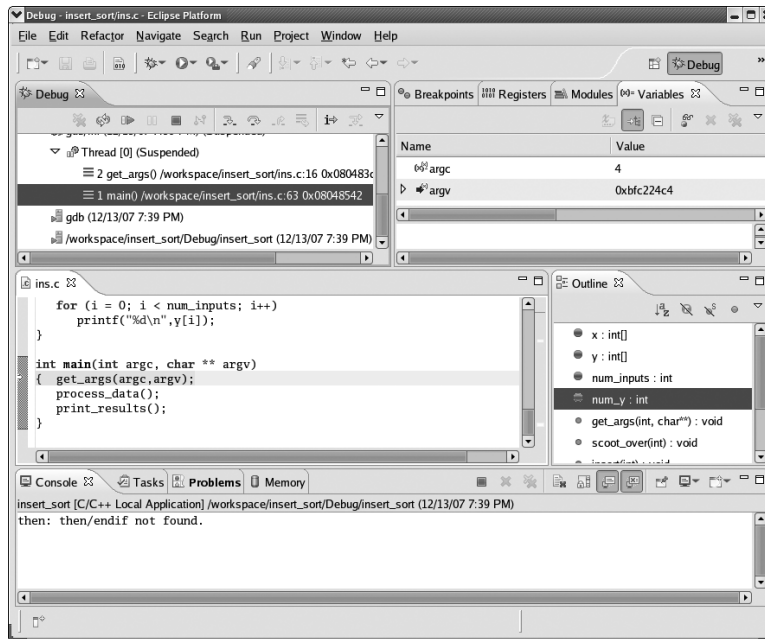 Debug - insert_sort/ins.c - Eclipse Platform
File Edit Refactor Navigate Search Run Project Window Help
Debug
Debug
Breakpoints Registers Modules Variables
Thread [0] (Suspended)
2 get_args() /workspace/insert_sort/ins.c:16 0x080483c
1 main() /workspace/insert_sort/ins.c:63 0x08048542
gdb (12/13/07 7:39 PM)
/workspace/insert_sort/Debug/insert_sort (12/13/07 7:39 PM)
Name Value
argc 4
argv 0xbfc224c4
ins.c
for (i = 0; i < num_inputs; i++)
printf("%d\n",y[i]);
}
int main(int argc, char ** argv)
{ get_args(argc,argv);
process_data();
print_results();
}
Outline
x : int[]
y : int[]
num_inputs : int
num_y : int
get_args(int, char**) : void
scoot_over(int) : void
Console Tasks Problems Memory
insert_sort [C/C++ Local Application] /workspace/insert_sort/Debug/insert_sort (12/13/07 7:39 PM)
then: then/endif not found.